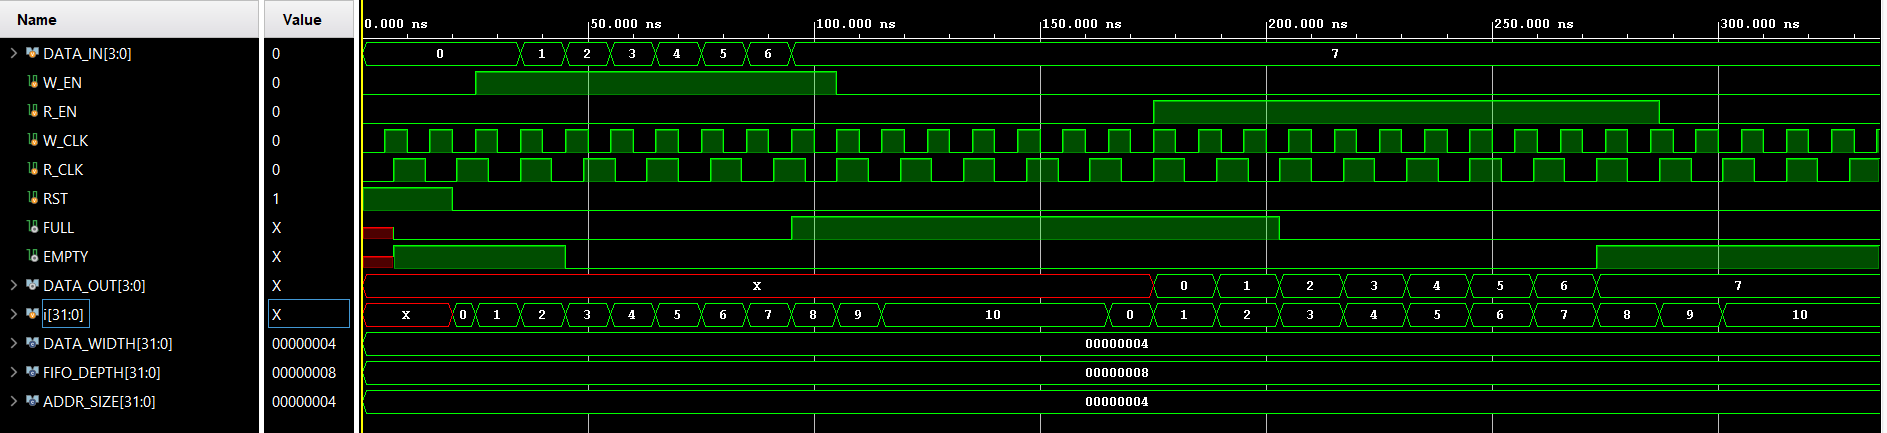 Name Value 0.000 ns 50.000 ns 100.000 ns 150.000 ns 200.000 ns 250.000 ns 300.000 ns
DATA_IN[3:0] 0 0 1 2 3 4 5 6 7
W_EN 0
R_EN 0
W_CLK 0
R_CLK 0
RST 1
FULL X
EMPTY X
DATA_OUT[3:0] X X 0 1 2 3 4 5 6 7
i[31:0] X X 0 1 2 3 4 5 6 7 8 9 10 0 1 2 3 4 5 6 7 8 9 10
DATA_WIDTH[31:0] 00000004 00000004
FIFO_DEPTH[31:0] 00000008 00000008
ADDR_SIZE[31:0] 00000004 00000004